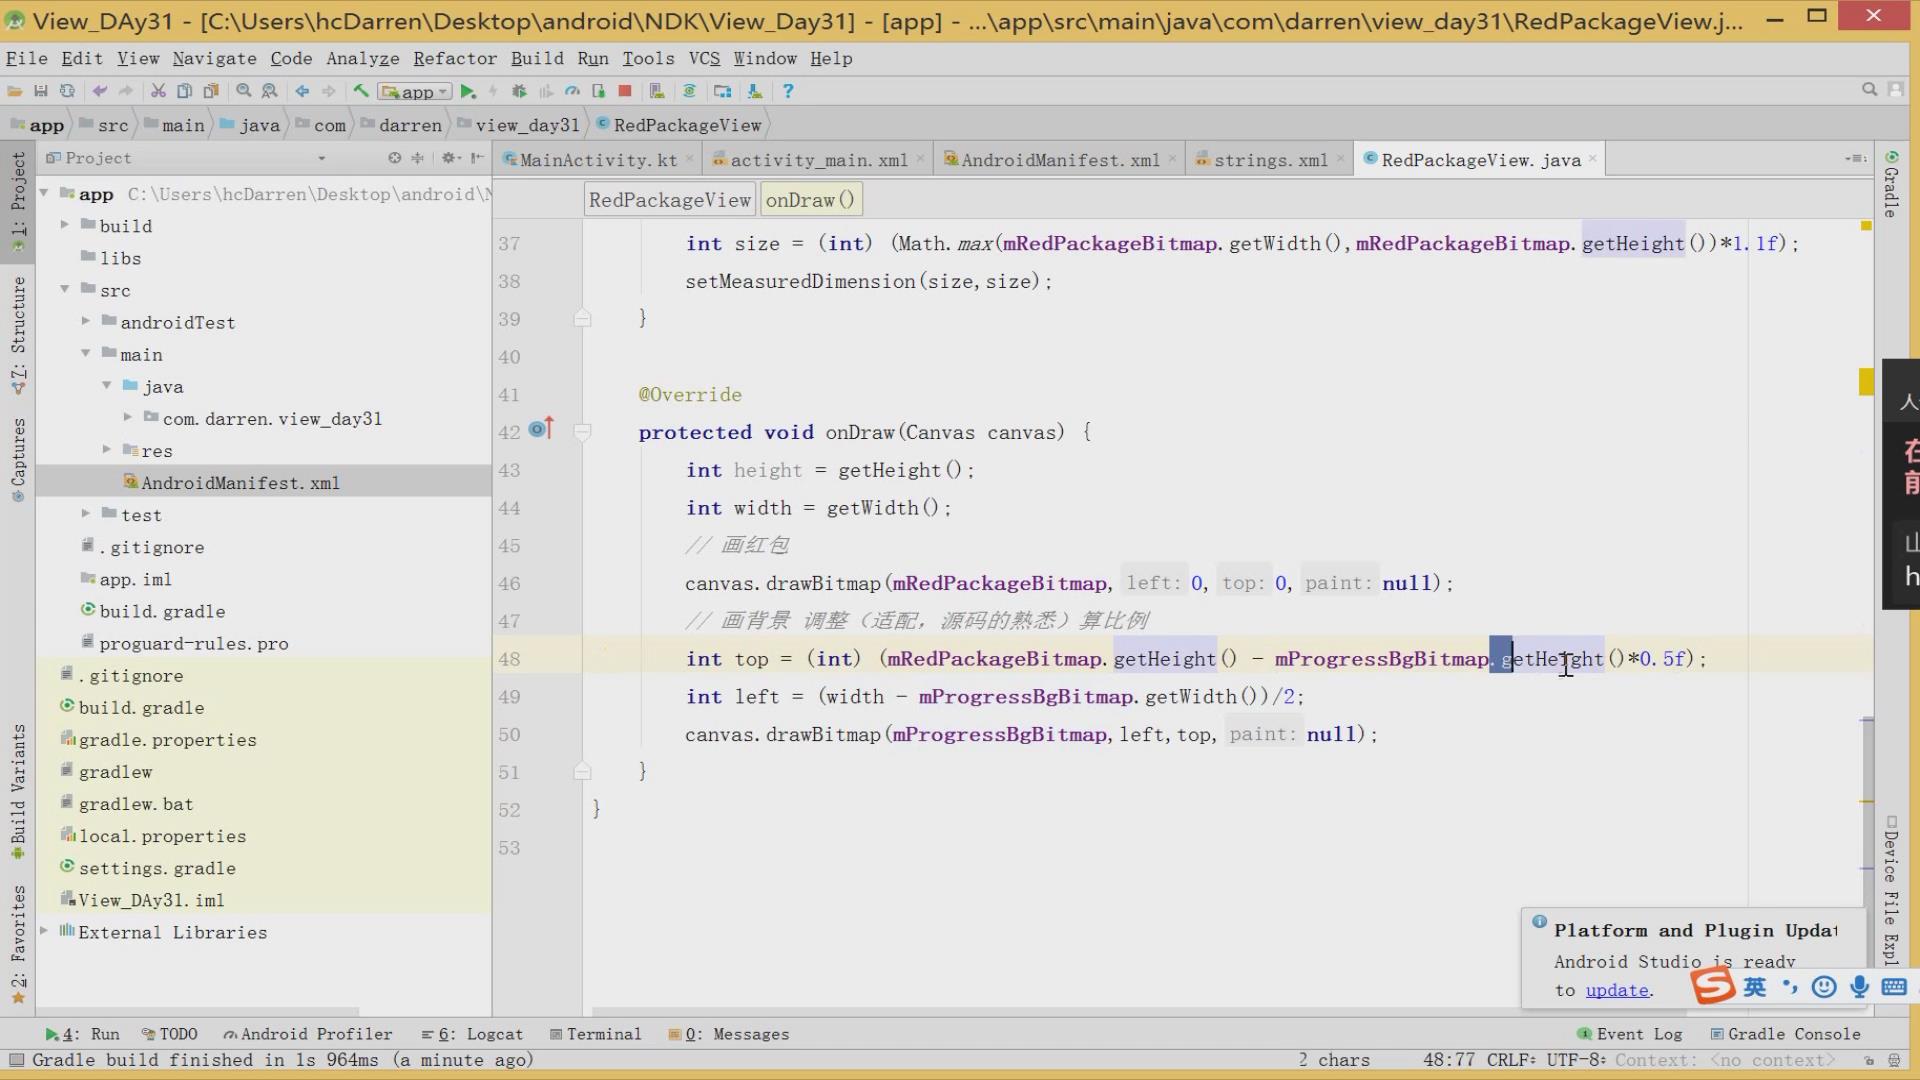 View_DAy31 - [C:\Users\hcDarren\Desktop\android\NDK\View_Day31] - [app] - ...\app\src\main\java\com\darren\view_day31\RedPackageView.j...
File Edit View Navigate Code Analyze Refactor Build Run Tools VCS Window Help
app
app src main java com darren view_day31 RedPackageView
Project
MainActivity.kt activity_main.xml AndroidManifest.xml strings.xml RedPackageView.java
RedPackageView onDraw()
app C:\Users\hcDarren\Desktop\android\N
build
libs
src
androidTest
main
java
com.darren.view_day31
res
AndroidManifest.xml
test
.gitignore
app.iml
build.gradle
proguard-rules.pro
.gitignore
build.gradle
gradle.properties
gradlew
gradlew.bat
local.properties
settings.gradle
View_DAy31.iml
External Libraries
1: Project
7: Structure
Captures
Build Variants
2: Favorites
37 int size = (int) (Math.max(mRedPackageBitmap.getWidth(),mRedPackageBitmap.getHeight())*1.1f);
38 setMeasuredDimension(size,size);
39 }
40
41 @Override
42 protected void onDraw(Canvas canvas) {
43 int height = getHeight();
44 int width = getWidth();
45 // 画红包
46 canvas.drawBitmap(mRedPackageBitmap, left: 0, top: 0, paint: null);
47 // 画背景 调整（适配，源码的熟悉）算比例
48 int top = (int) (mRedPackageBitmap.getHeight() - mProgressBgBitmap.getHeight()*0.5f);
49 int left = (width - mProgressBgBitmap.getWidth())/2;
50 canvas.drawBitmap(mProgressBgBitmap,left,top, paint: null);
51 }
52 }
53
Gradle
Device File Expl
h
Platform and Plugin Updat
Android Studio is ready
to update.
英
4: Run TODO Android Profiler 6: Logcat Terminal 0: Messages Event Log Gradle Console
Gradle build finished in 1s 964ms (a minute ago) 2 chars 48:77 CRLF UTF-8 Context: <no context>